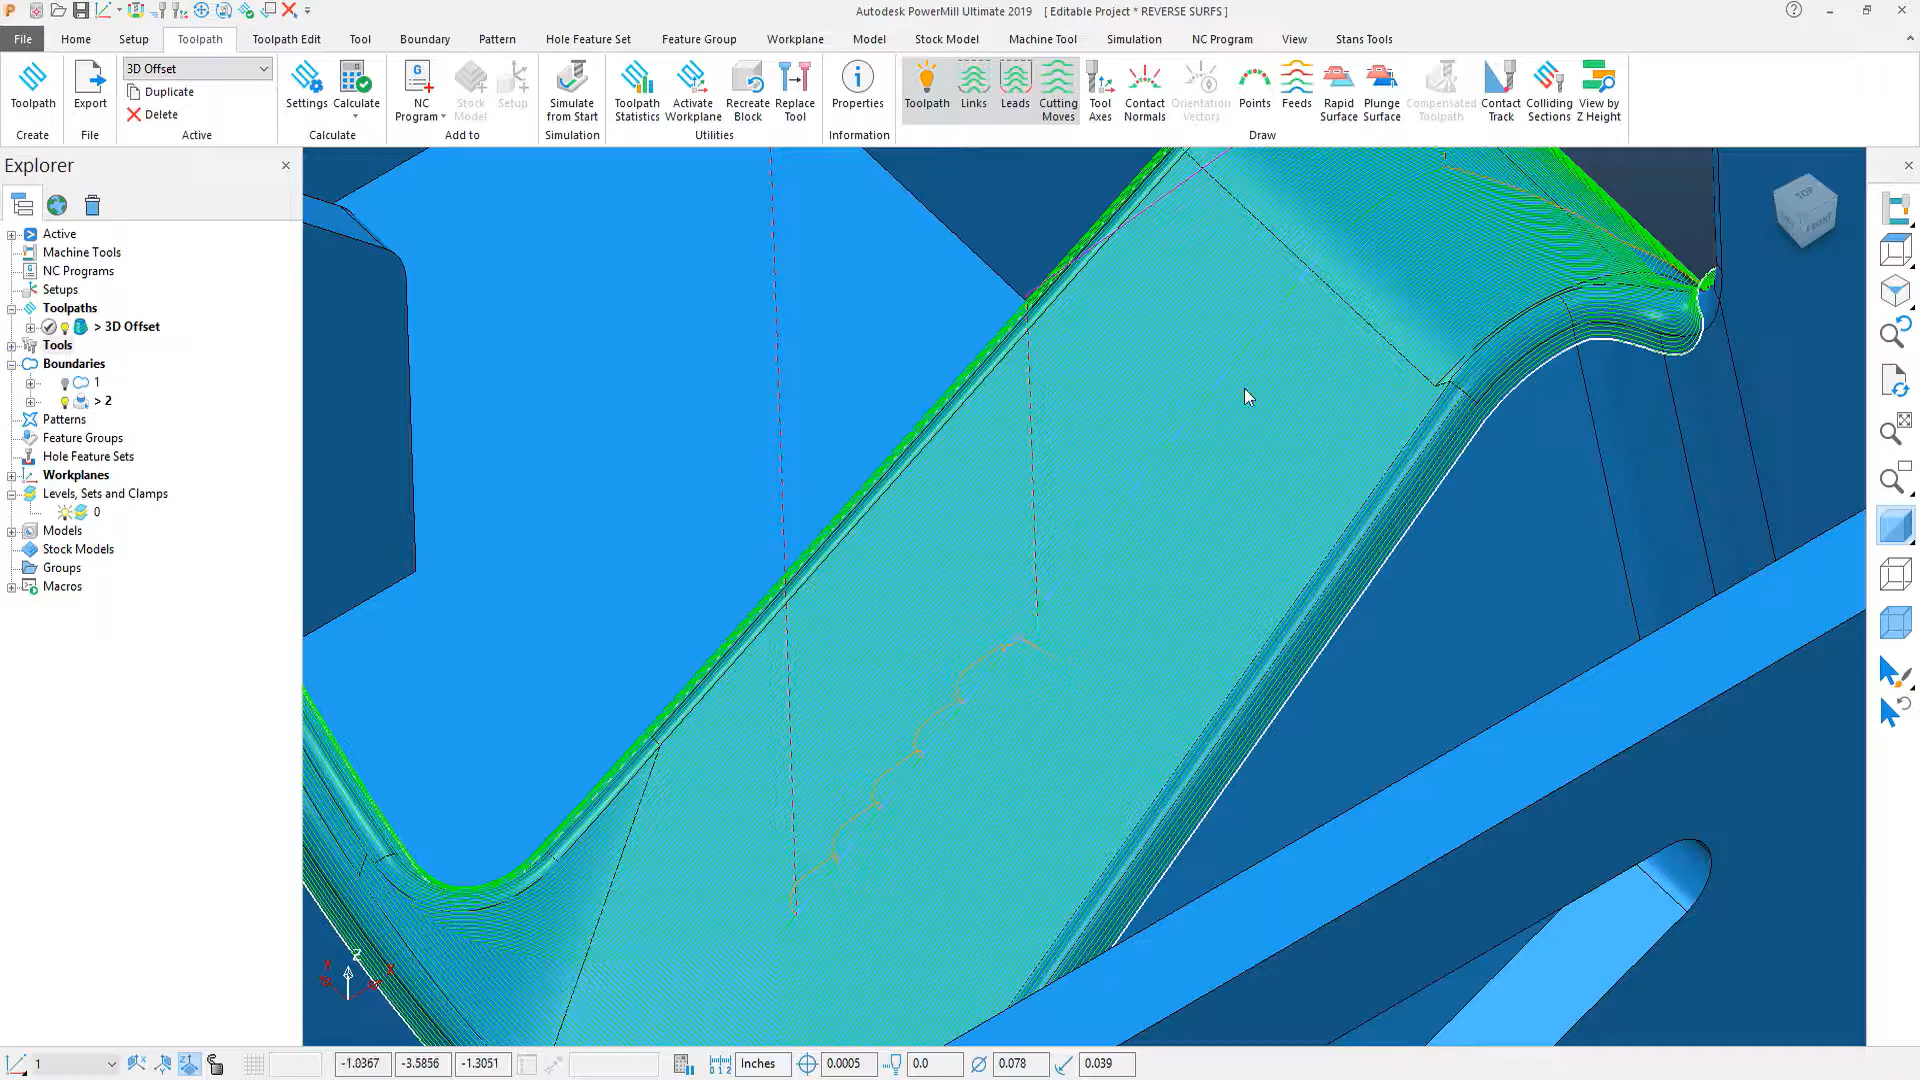 Autodesk PowerMill Ultimate 2019 [ Editable Project * REVERSE SURFS ]
File Home Setup Toolpath Toolpath Edit Tool Boundary Pattern Hole Feature Set Feature Group Workplane Model Stock Model Machine Tool Simulation NC Program View Stans Tools
3D Offset
Duplicate
Delete
Toolpath Export Settings Calculate NC Program Stock Model Setup Simulate from Start Toolpath Statistics Activate Workplane Recreate Block Replace Tool Properties Toolpath Links Leads Cutting Moves Tool Axes Contact Normals Orientation Vectors Points Feeds Rapid Surface Plunge Surface Compensated Toolpath Contact Track Colliding Sections View by Z Height
Create File Active Calculate Add to Simulation Utilities Information Draw
Explorer
Active
Machine Tools
NC Programs
Setups
Toolpaths
> 3D Offset
Tools
Boundaries
1
> 2
Patterns
Feature Groups
Hole Feature Sets
Workplanes
Levels, Sets and Clamps
0
Models
Stock Models
Groups
Macros
TOP
FRONT
Z
Y
X
1 -1.0367 -3.5856 -1.3051 Inches 0.0005 0.0 0.078 0.039